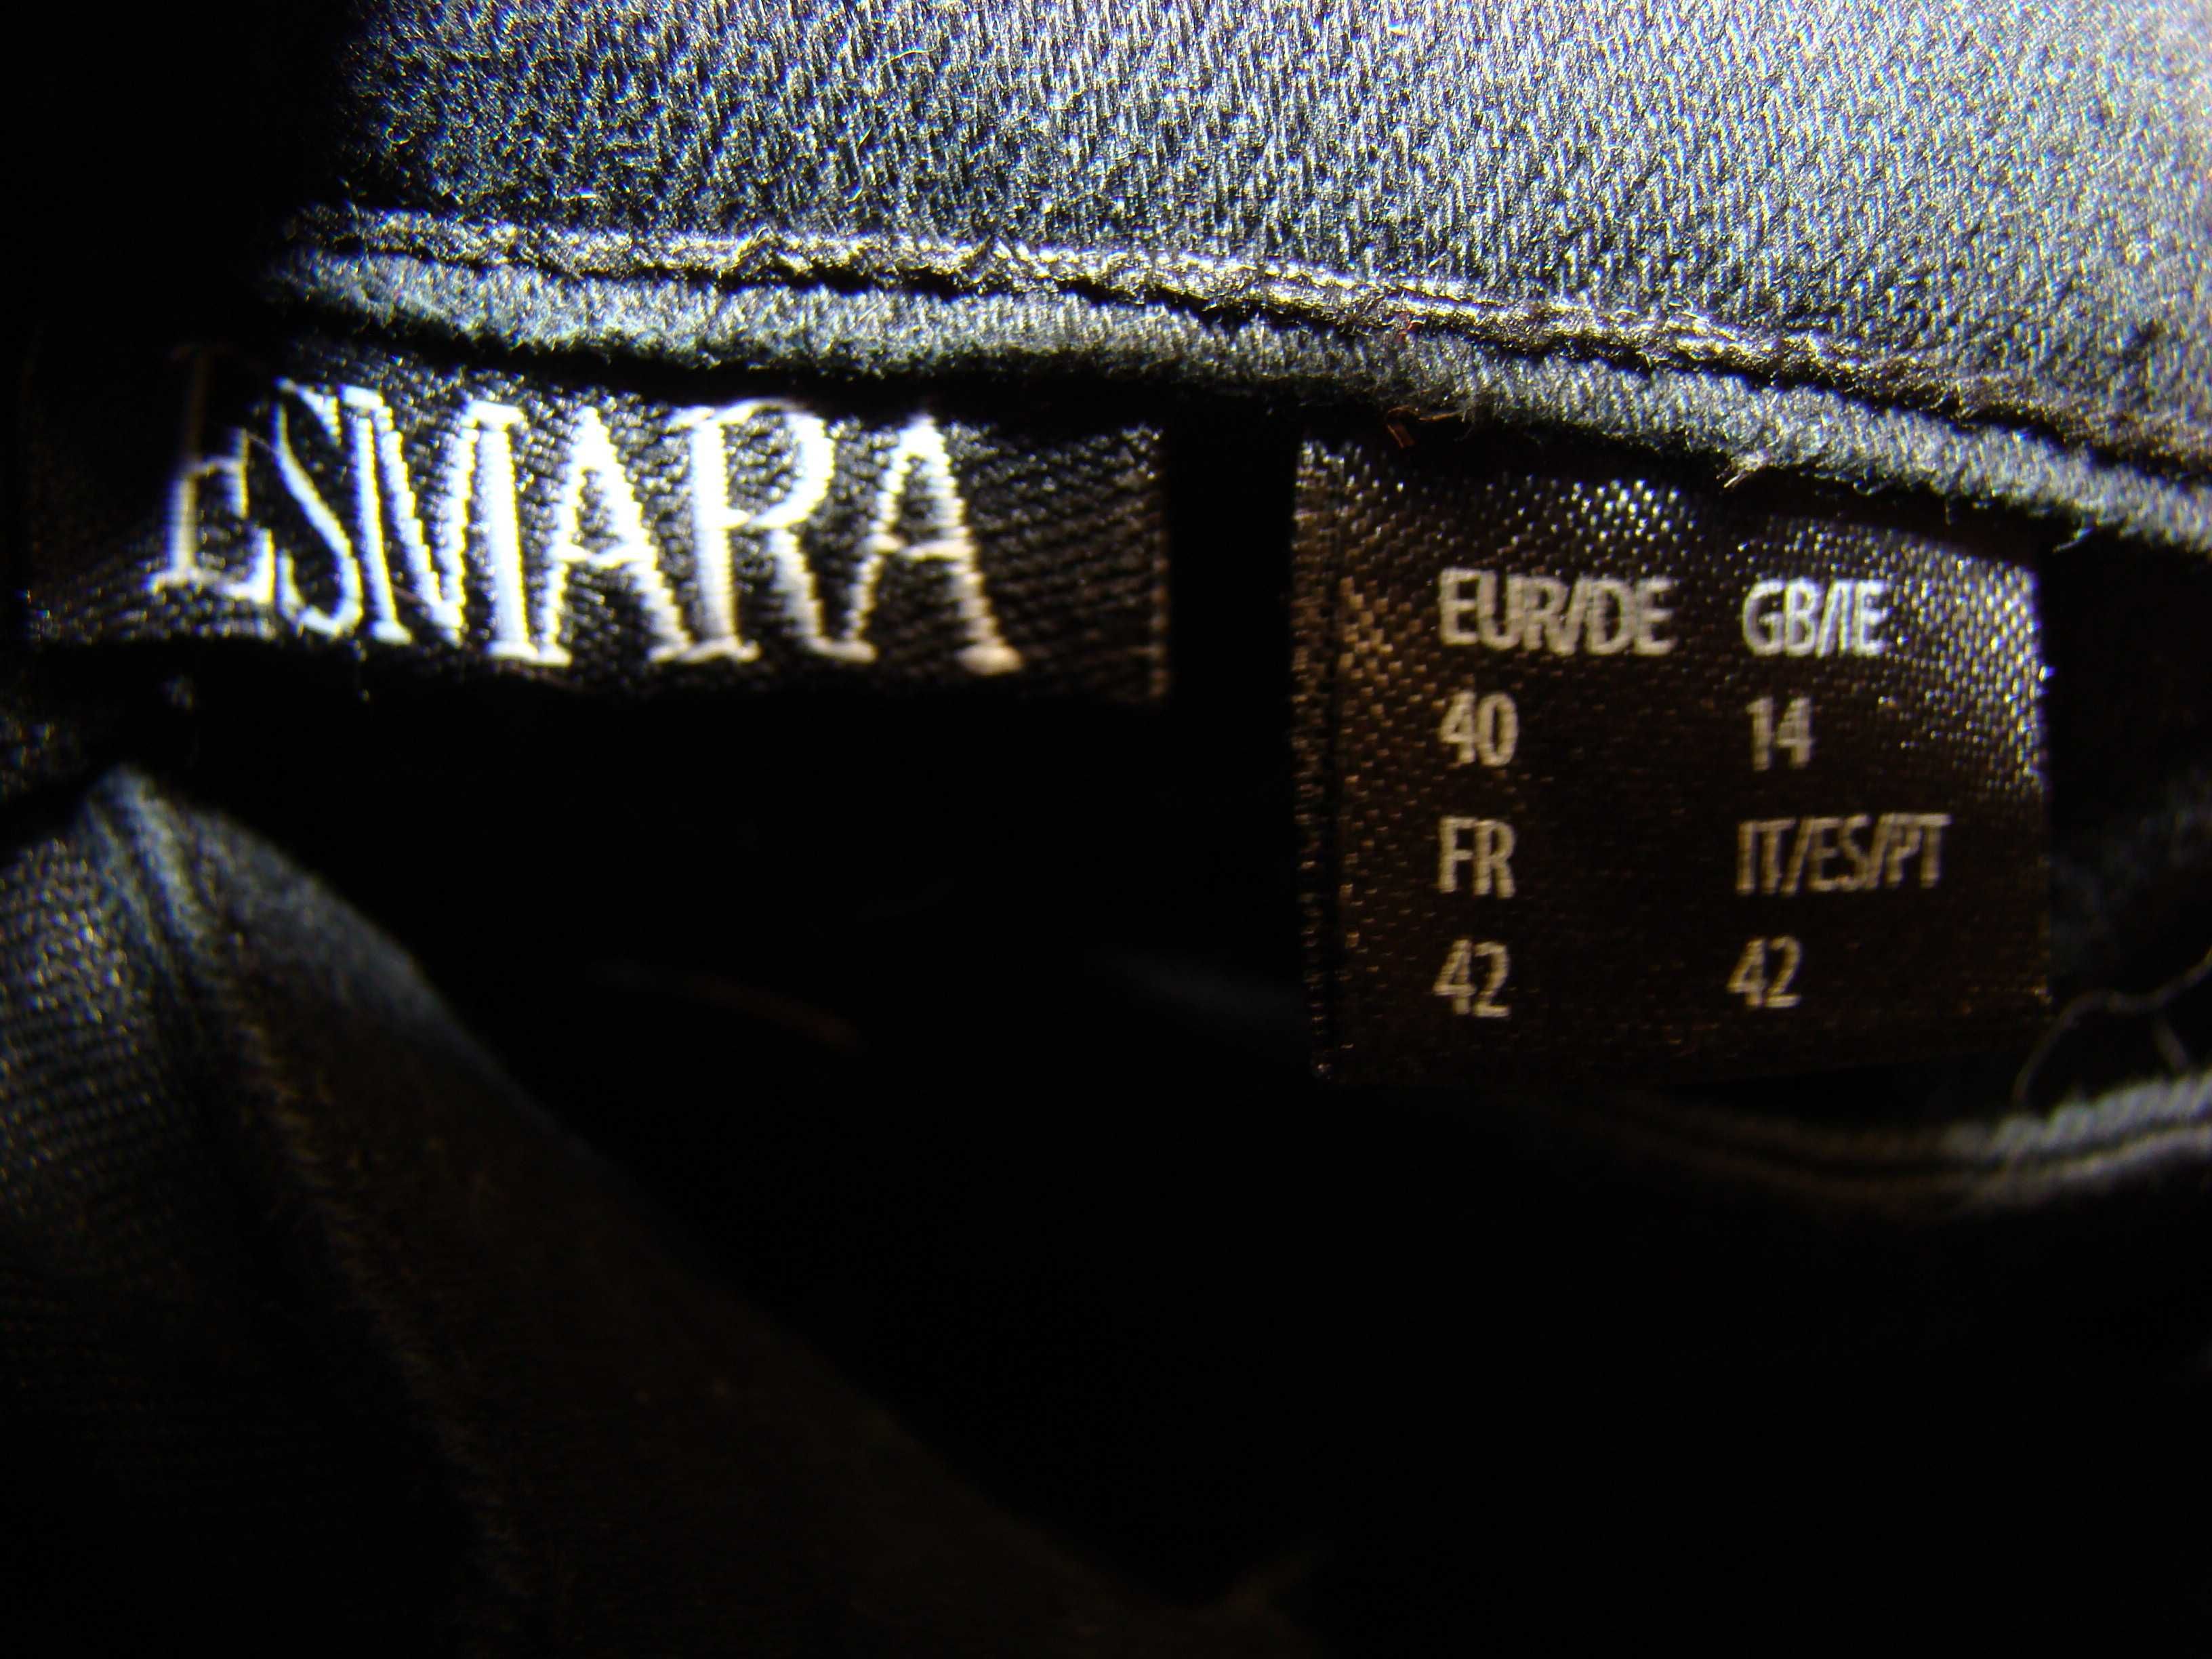 ESMARA
EUR/DE GB/IE
40 14
FR IT/ES/PT
42 42